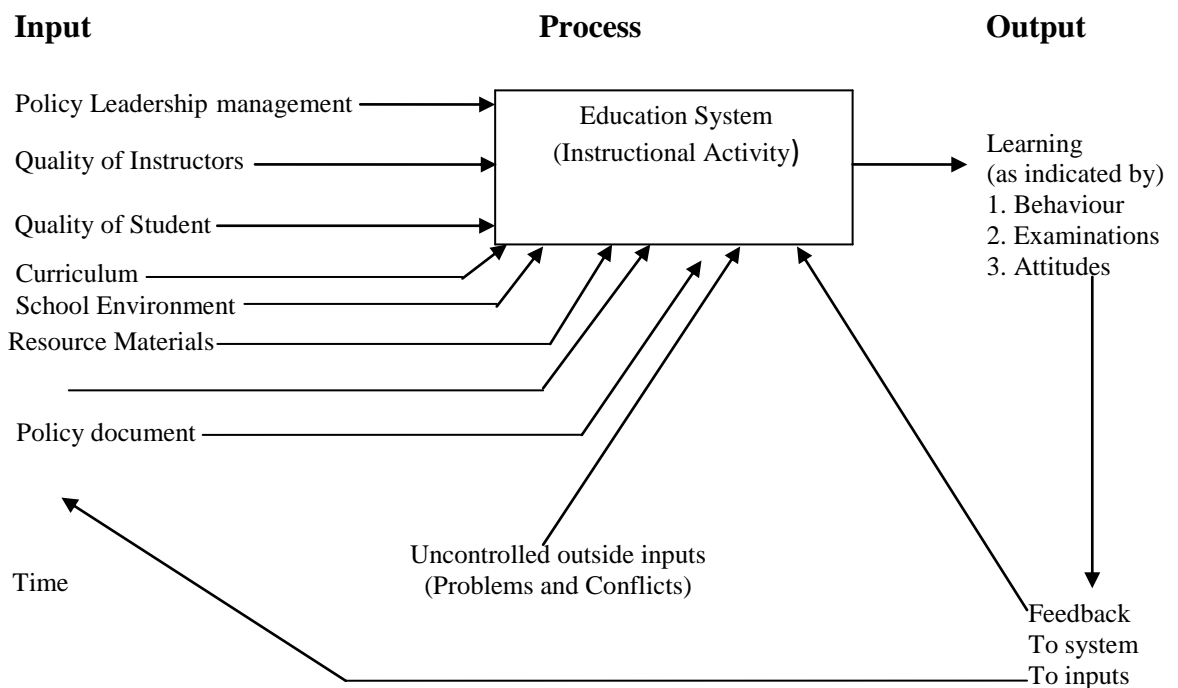 Input
Process
Output
Policy Leadership management
Quality of Instructors
Quality of Student
Curriculum
School Environment
Resource Materials
Policy document
Time
Education System
(Instructional Activity)
Uncontrolled outside inputs
(Problems and Conflicts)
Learning
(as indicated by)
1. Behaviour
2. Examinations
3. Attitudes
Feedback
To system
To inputs